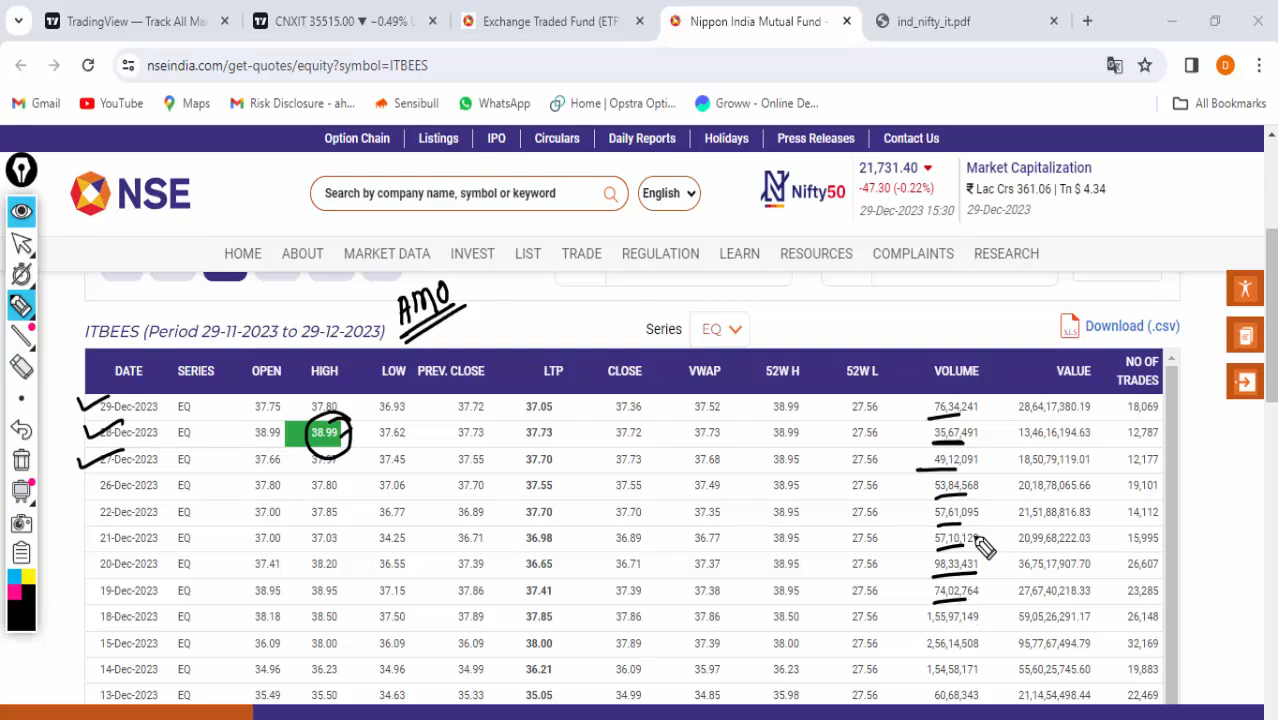 TradingView — Track All Ma
CNXIT 35515.00 ▼ −0.49% U
Exchange Traded Fund (ETF
Nippon India Mutual Fund -
ind_nifty_it.pdf
nseindia.com/get-quotes/equity?symbol=ITBEES
D
Gmail YouTube Maps Risk Disclosure - ah... Sensibull WhatsApp Home | Opstra Opti... Groww - Online De... All Bookmarks
Option Chain Listings IPO Circulars Daily Reports Holidays Press Releases Contact Us
NSE
Search by company name, symbol or keyword
English
Nifty50
21,731.40
-47.30 (-0.22%)
29-Dec-2023 15:30
Market Capitalization
₹ Lac Crs 361.06 | Tn $ 4.34
29-Dec-2023
HOME ABOUT MARKET DATA INVEST LIST TRADE REGULATION LEARN RESOURCES COMPLAINTS RESEARCH
AMO
ITBEES (Period 29-11-2023 to 29-12-2023)
Series EQ
XLS Download (.csv)
DATE SERIES OPEN HIGH LOW PREV. CLOSE LTP CLOSE VWAP 52W H 52W L VOLUME VALUE NO OF TRADES
29-Dec-2023 EQ 37.75 37.80 36.93 37.72 37.05 37.36 37.52 38.99 27.56 76,34,241 28,64,17,380.19 18,069
28-Dec-2023 EQ 38.99 38.99 37.62 37.73 37.73 37.72 37.73 38.99 27.56 35,67,491 13,46,16,194.63 12,787
27-Dec-2023 EQ 37.66 37.97 37.45 37.55 37.70 37.73 37.68 38.95 27.56 49,12,091 18,50,79,119.01 12,177
26-Dec-2023 EQ 37.80 37.80 37.06 37.70 37.55 37.55 37.49 38.95 27.56 53,84,568 20,18,78,065.66 19,101
22-Dec-2023 EQ 37.00 37.85 36.77 36.89 37.70 37.70 37.35 38.95 27.56 57,61,095 21,51,88,816.83 14,112
21-Dec-2023 EQ 37.00 37.03 34.25 36.71 36.98 36.89 36.77 38.95 27.56 20,99,68,222.03 15,995
20-Dec-2023 EQ 37.41 38.20 36.55 37.39 36.65 36.71 37.37 38.95 27.56 98,33,431 36,75,17,907.70 26,607
19-Dec-2023 EQ 38.95 38.95 37.15 37.86 37.41 37.39 37.38 38.95 27.56 74,02,764 27,67,40,218.33 23,285
18-Dec-2023 EQ 38.18 38.50 37.50 37.89 37.85 37.86 37.86 38.50 27.56 1,55,97,149 59,05,26,291.17 26,148
15-Dec-2023 EQ 36.09 38.00 36.09 36.09 38.00 37.89 37.39 38.00 27.56 2,56,14,508 95,77,67,494.79 32,169
14-Dec-2023 EQ 34.96 36.23 34.96 34.99 36.21 36.09 35.97 36.23 27.56 1,54,58,171 55,60,25,745.60 19,883
13-Dec-2023 EQ 35.49 35.50 34.63 35.33 35.05 34.99 34.85 35.98 27.56 60,68,343 21,14,54,498.44 22,469